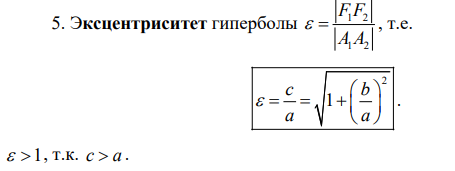 5. Эксцентриситет гиперболы ε = |F₁F₂| / |A₁A₂|, т.е.
ε = c/a = √(1 + (b/a)²).
ε > 1, т.к. c > a.